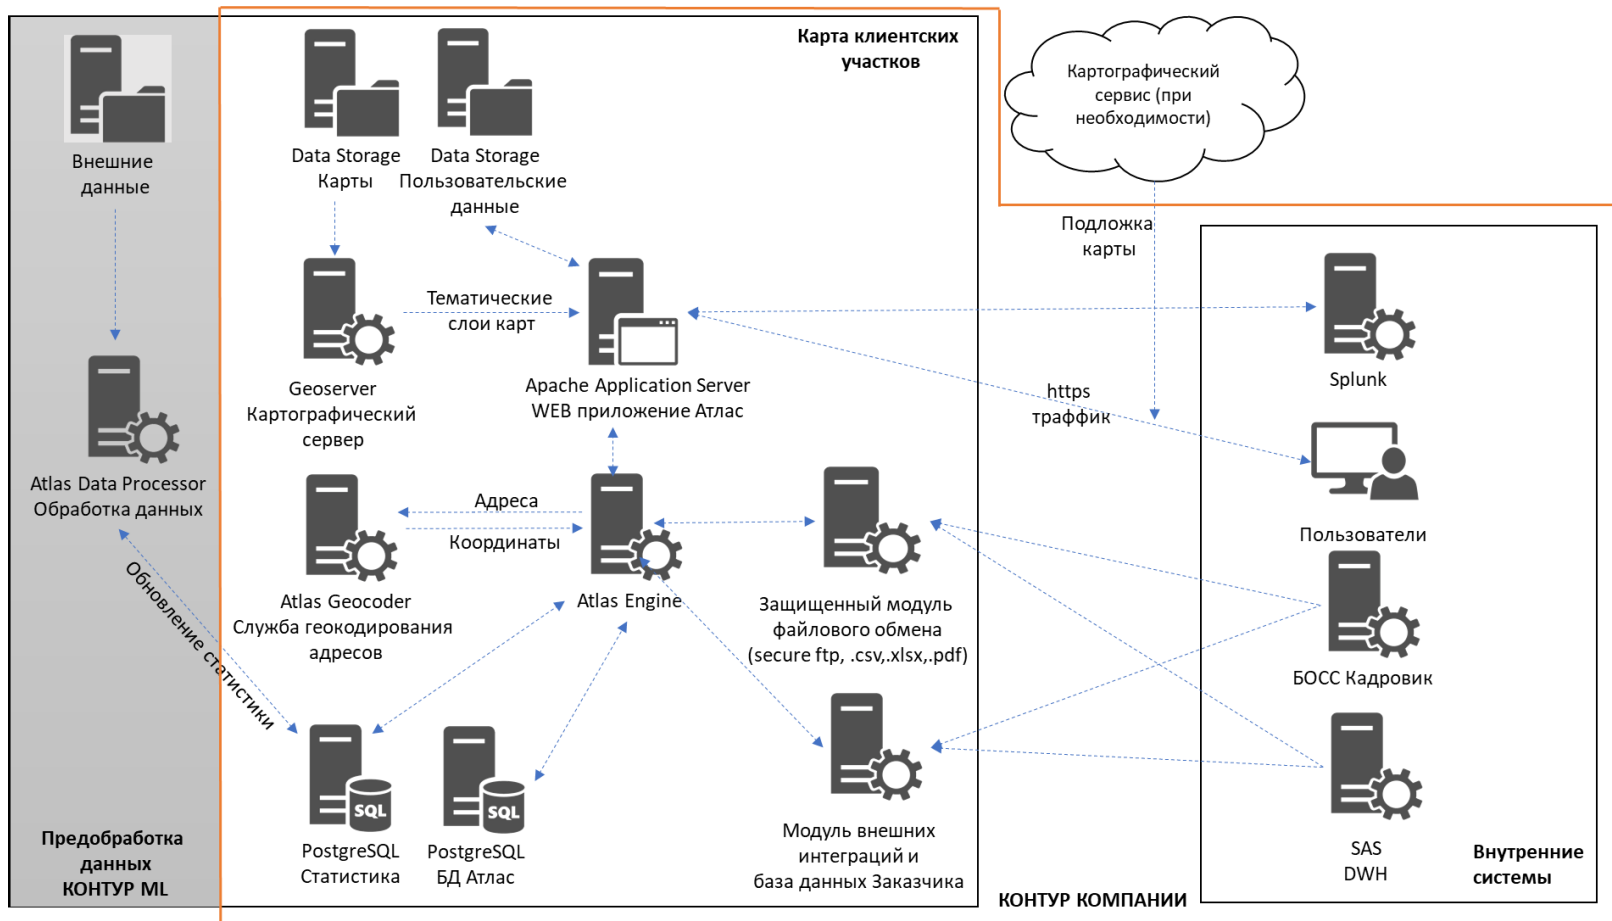 Карта клиентских
участков
Картографический
сервис (при
необходимости)
Внешние
данные
Data Storage
Карты
Data Storage
Пользовательские
данные
Подложка
карты
Тематические
слои карт
Geoserver
Картографический
сервер
Apache Application Server
WEB приложение Атлас
https
траффик
Splunk
Atlas Data Processor
Обработка данных
Адреса
Координаты
Пользователи
Обновление статистики
Atlas Geocoder
Служба геокодирования
адресов
Atlas Engine
Защищенный модуль
файлового обмена
(secure ftp, .csv,.xlsx,.pdf)
БОСС Кадровик
SQL
SQL
PostgreSQL
Статистика
PostgreSQL
БД Атлас
Модуль внешних
интеграций и
база данных Заказчика
SAS
DWH
Предобработка
данных
КОНТУР ML
КОНТУР КОМПАНИИ
Внутренние
системы